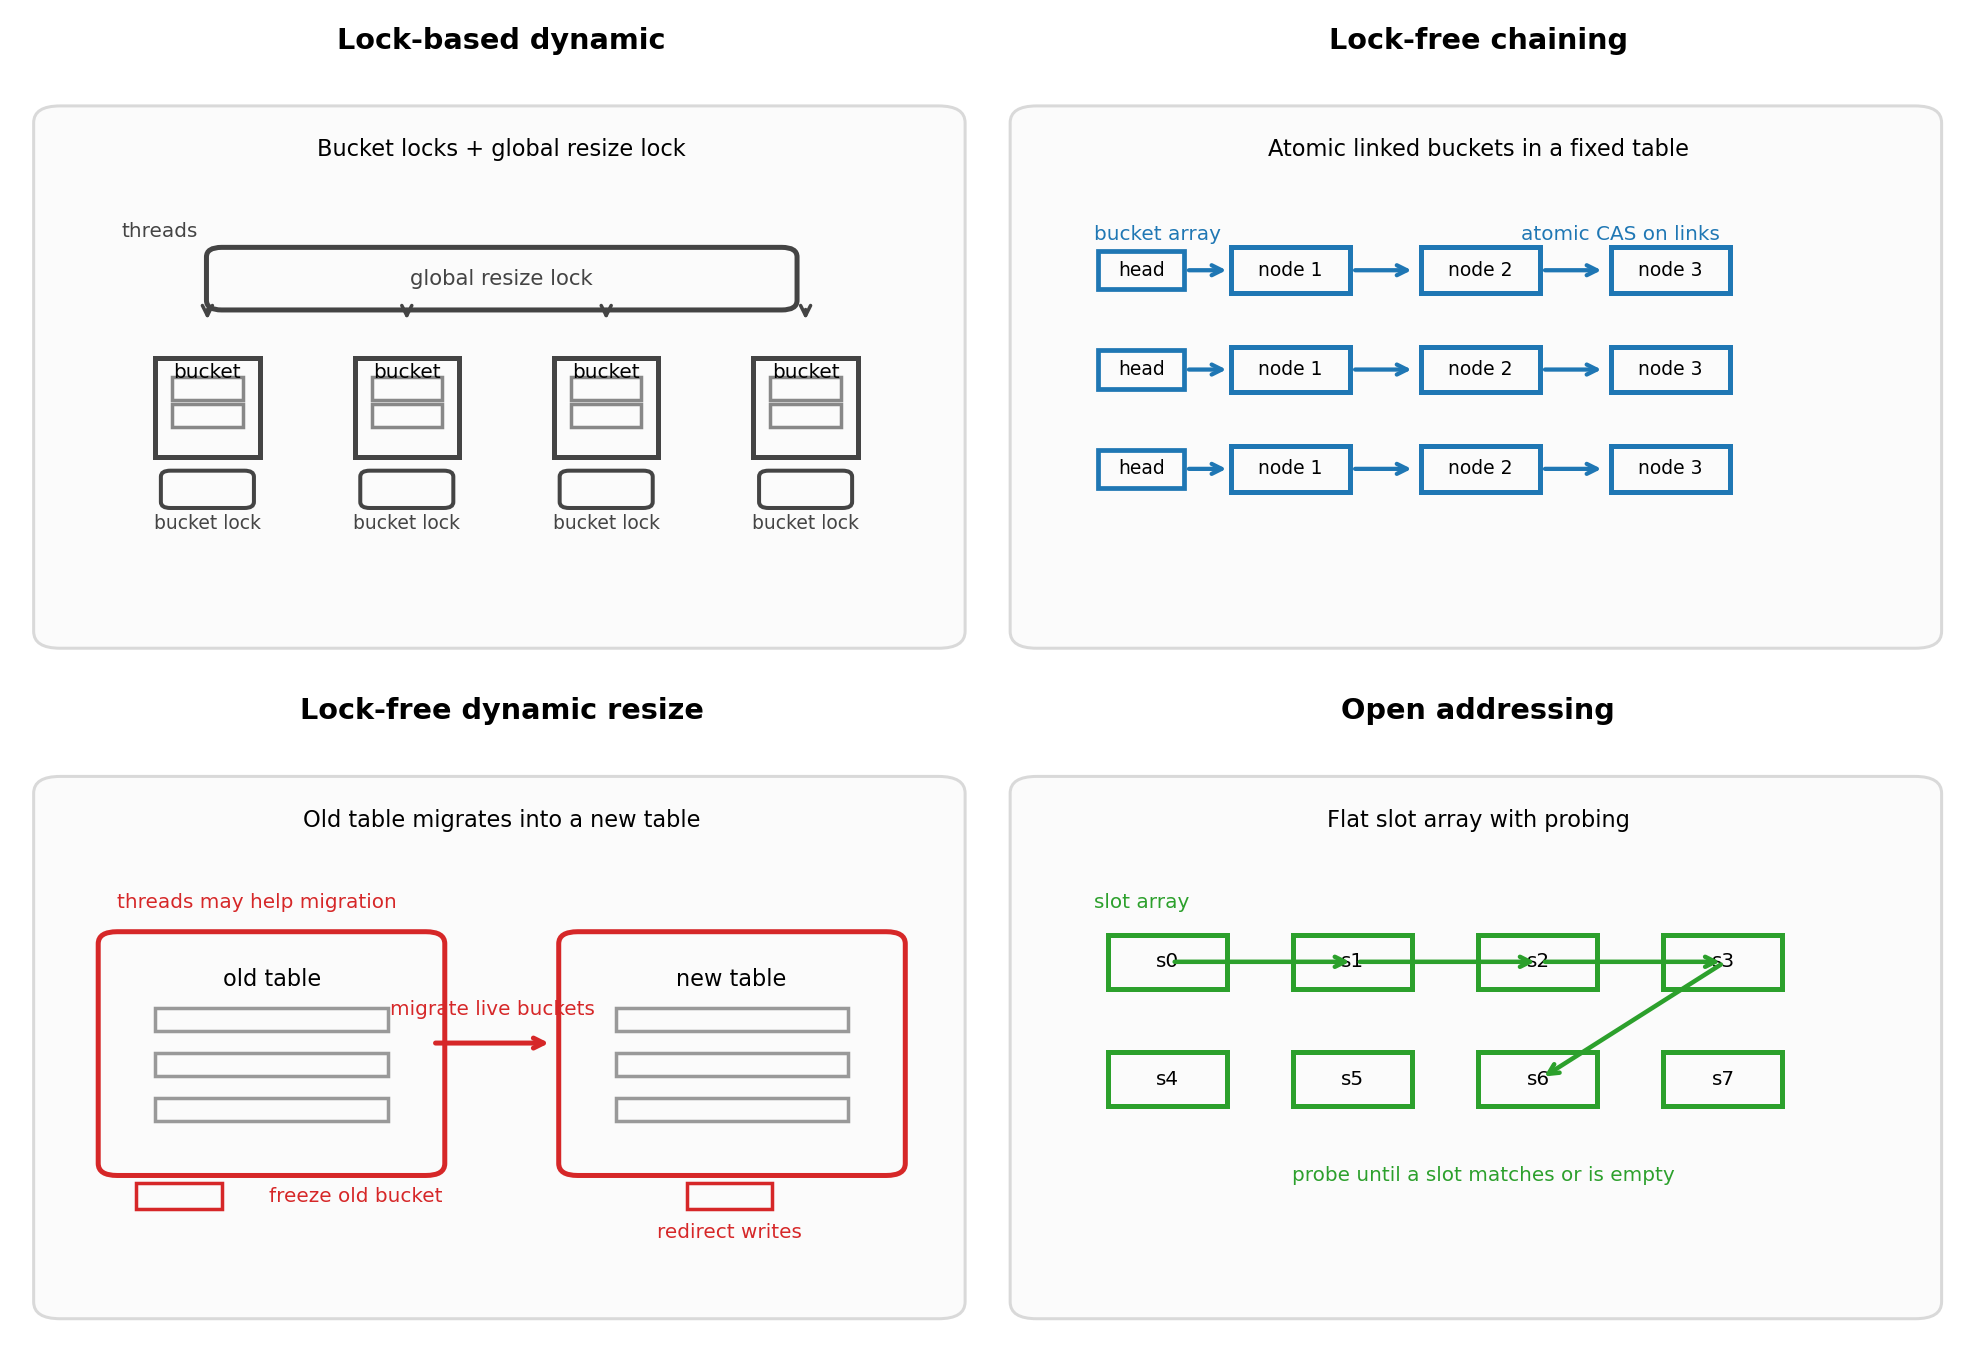 Lock-based dynamic
Bucket locks + global resize lock
threads
global resize lock
bucket bucket bucket bucket
bucket lock bucket lock bucket lock bucket lock
Lock-free chaining
Atomic linked buckets in a fixed table
bucket array atomic CAS on links
head node 1 node 2 node 3
head node 1 node 2 node 3
head node 1 node 2 node 3
Lock-free dynamic resize
Old table migrates into a new table
threads may help migration
old table new table
migrate live buckets
freeze old bucket
redirect writes
Open addressing
Flat slot array with probing
slot array
s0 s1 s2 s3
s4 s5 s6 s7
probe until a slot matches or is empty